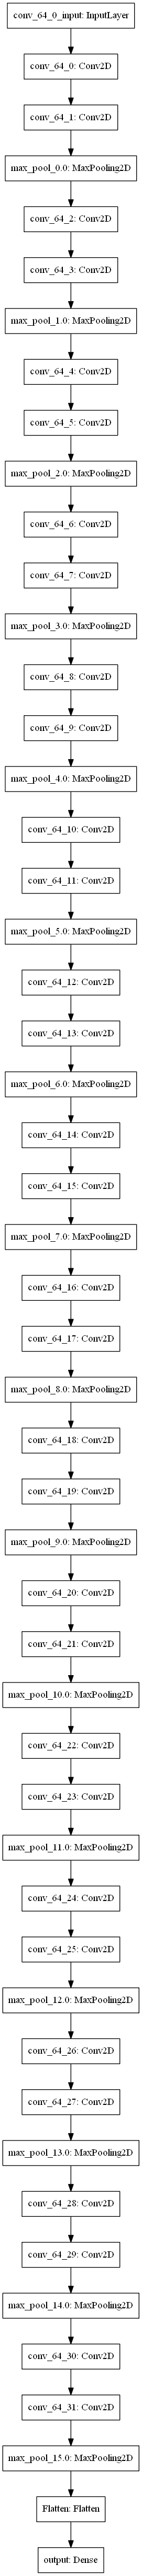 conv_64_0_input: InputLayer
conv_64_0: Conv2D
conv_64_1: Conv2D
max_pool_0.0: MaxPooling2D
conv_64_2: Conv2D
conv_64_3: Conv2D
max_pool_1.0: MaxPooling2D
conv_64_4: Conv2D
conv_64_5: Conv2D
max_pool_2.0: MaxPooling2D
conv_64_6: Conv2D
conv_64_7: Conv2D
max_pool_3.0: MaxPooling2D
conv_64_8: Conv2D
conv_64_9: Conv2D
max_pool_4.0: MaxPooling2D
conv_64_10: Conv2D
conv_64_11: Conv2D
max_pool_5.0: MaxPooling2D
conv_64_12: Conv2D
conv_64_13: Conv2D
max_pool_6.0: MaxPooling2D
conv_64_14: Conv2D
conv_64_15: Conv2D
max_pool_7.0: MaxPooling2D
conv_64_16: Conv2D
conv_64_17: Conv2D
max_pool_8.0: MaxPooling2D
conv_64_18: Conv2D
conv_64_19: Conv2D
max_pool_9.0: MaxPooling2D
conv_64_20: Conv2D
conv_64_21: Conv2D
max_pool_10.0: MaxPooling2D
conv_64_22: Conv2D
conv_64_23: Conv2D
max_pool_11.0: MaxPooling2D
conv_64_24: Conv2D
conv_64_25: Conv2D
max_pool_12.0: MaxPooling2D
conv_64_26: Conv2D
conv_64_27: Conv2D
max_pool_13.0: MaxPooling2D
conv_64_28: Conv2D
conv_64_29: Conv2D
max_pool_14.0: MaxPooling2D
conv_64_30: Conv2D
conv_64_31: Conv2D
max_pool_15.0: MaxPooling2D
Flatten: Flatten
output: Dense